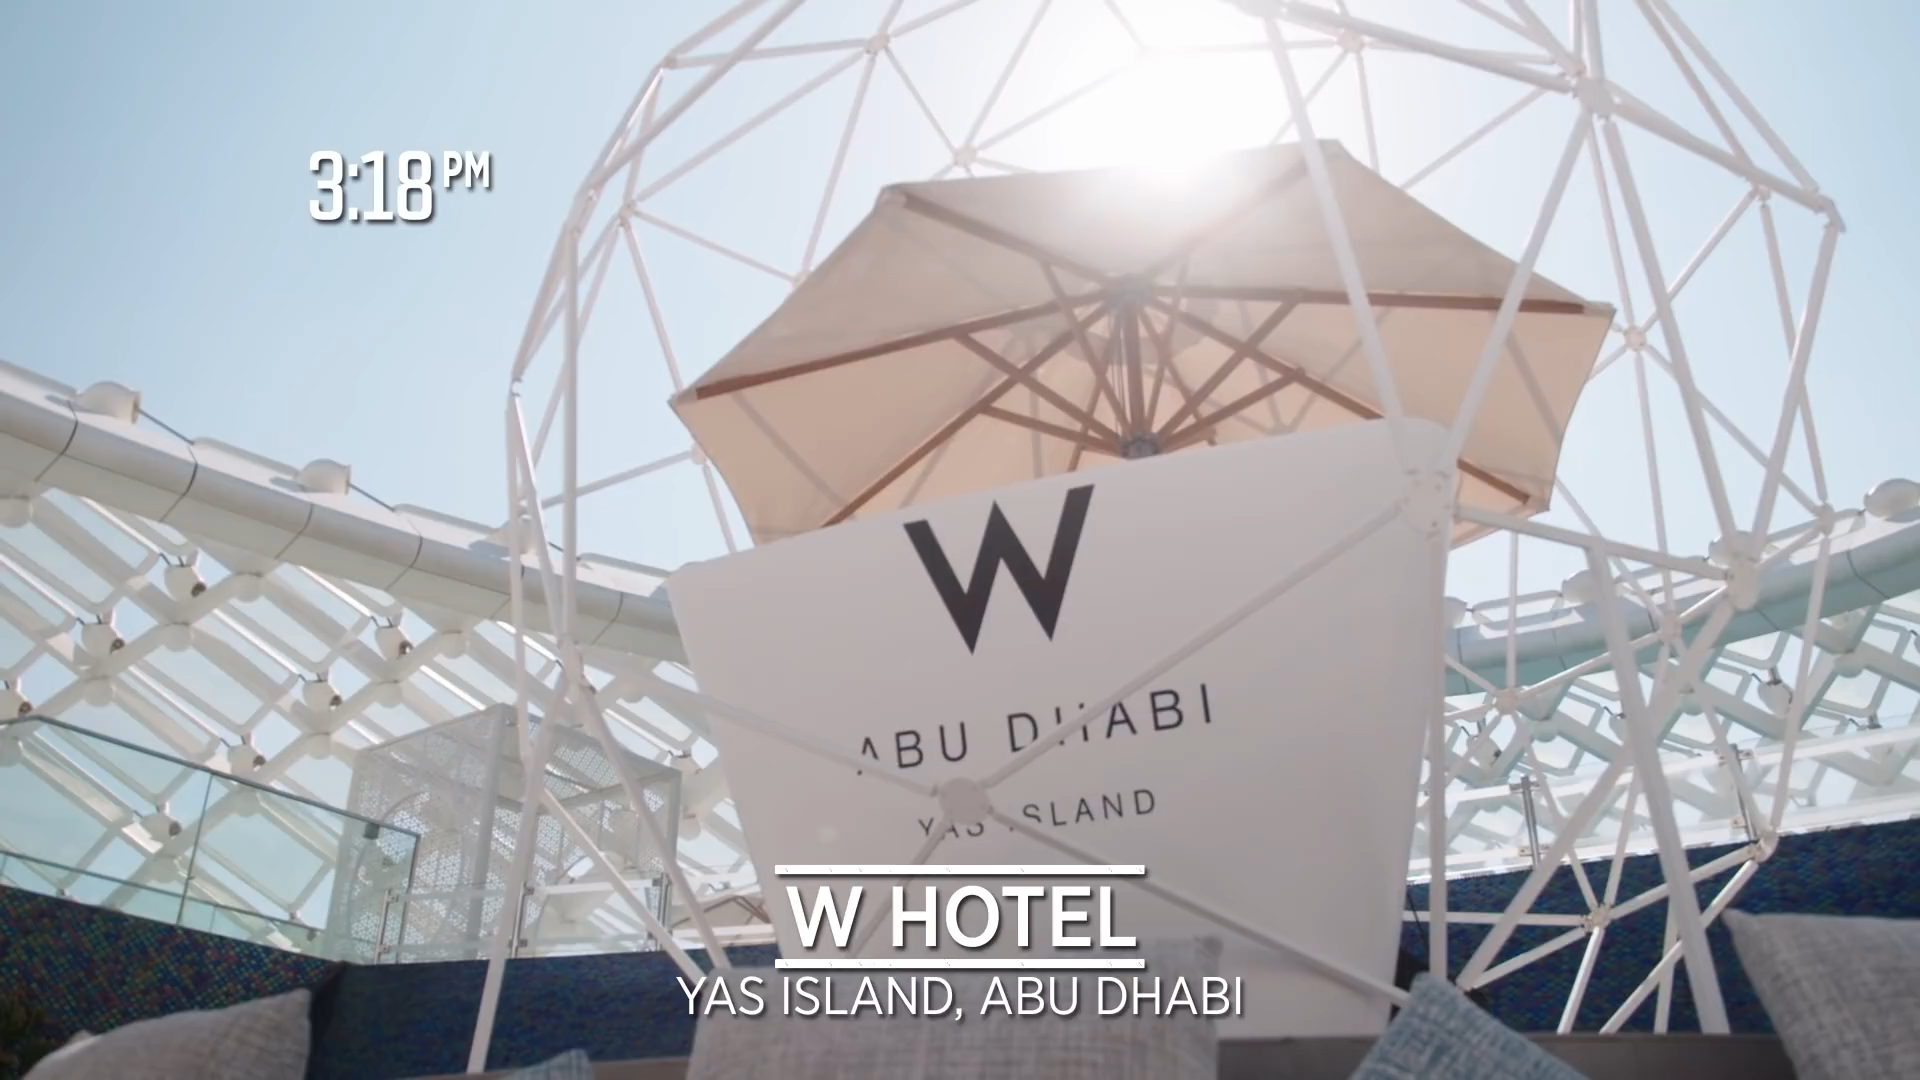 3:18 PM
W
ABU DHABI
YAS ISLAND
W HOTEL
YAS ISLAND, ABU DHABI